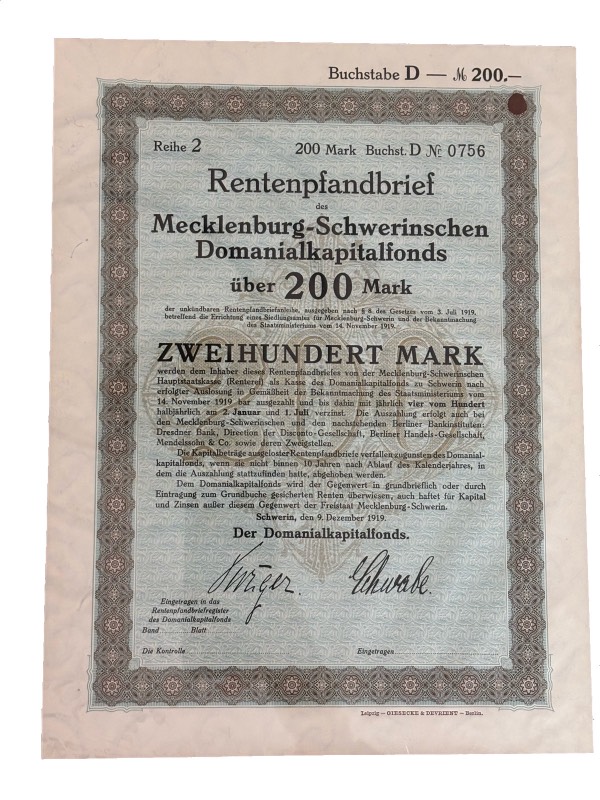 Buchstabe D — ℳ 200.—
Reihe 2
200 Mark Buchst. D № 0756
Rentenpfandbrief
des
Mecklenburg-Schwerinschen
Domanialkapitalfonds
über 200 Mark
der unkündbaren Rentenpfandbriefanleihe, ausgegeben nach § 8 des Gesetzes vom 3. Juli 1919,
betreffend die Errichtung eines Siedlungsamtes für Mecklenburg-Schwerin und der Bekanntmachung
des Staatsministeriums vom 14. November 1919.
ZWEIHUNDERT MARK
werden dem Inhaber dieses Rentenpfandbriefes von der Mecklenburg-Schwerinschen
Hauptstaatskasse (Renterei) als Kasse des Domanialkapitalfonds zu Schwerin nach
erfolgter Auslosung in Gemäßheit der Bekanntmachung des Staatsministeriums vom
14. November 1919 bar ausgezahlt und bis dahin mit jährlich vier vom Hundert
halbjährlich am 2. Januar und 1. Juli verzinst. Die Auszahlung erfolgt auch bei
den Mecklenburg-Schwerinschen und den nachstehenden Berliner Bankinstituten:
Dresdner Bank, Direction der Disconto-Gesellschaft, Berliner Handels-Gesellschaft,
Mendelssohn & Co. sowie deren Zweigstellen.
Die Kapitalbeträge ausgeloster Rentenpfandbriefe verfallen zugunsten des Domanial-
kapitalfonds, wenn sie nicht binnen 10 Jahren nach Ablauf des Kalenderjahres, in
dem die Auszahlung stattzufinden hatte, abgehoben werden.
Dem Domanialkapitalfonds wird der Gegenwert in grundbrieflich oder durch
Eintragung zum Grundbuche gesicherten Renten überwiesen, auch haftet für Kapital
und Zinsen außer diesem Gegenwert der Freistaat Mecklenburg-Schwerin.
Schwerin, den 9. Dezember 1919.
Der Domanialkapitalfonds.
Schwabe.
Eingetragen in das
Rentenpfandbriefregister
des Domanialkapitalfonds
Band ........ Blatt
Die Kontrolle
Eingetragen
Leipzig — GIESECKE & DEVRIENT — Berlin.